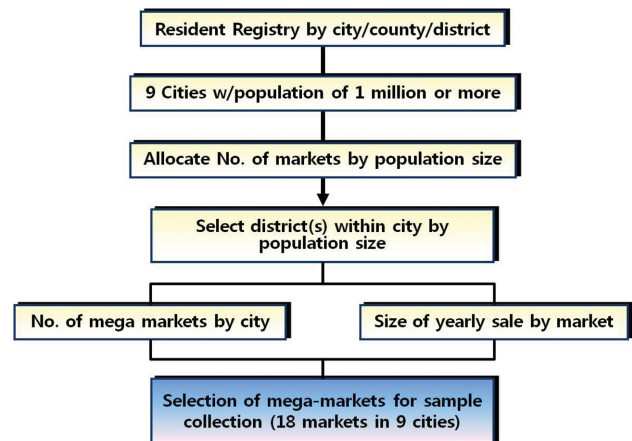 Resident Registry by city/county/district
9 Cities w/population of 1 million or more
Allocate No. of markets by population size
Select district(s) within city by
population size
No. of mega markets by city
Size of yearly sale by market
Selection of mega-markets for sample
collection (18 markets in 9 cities)